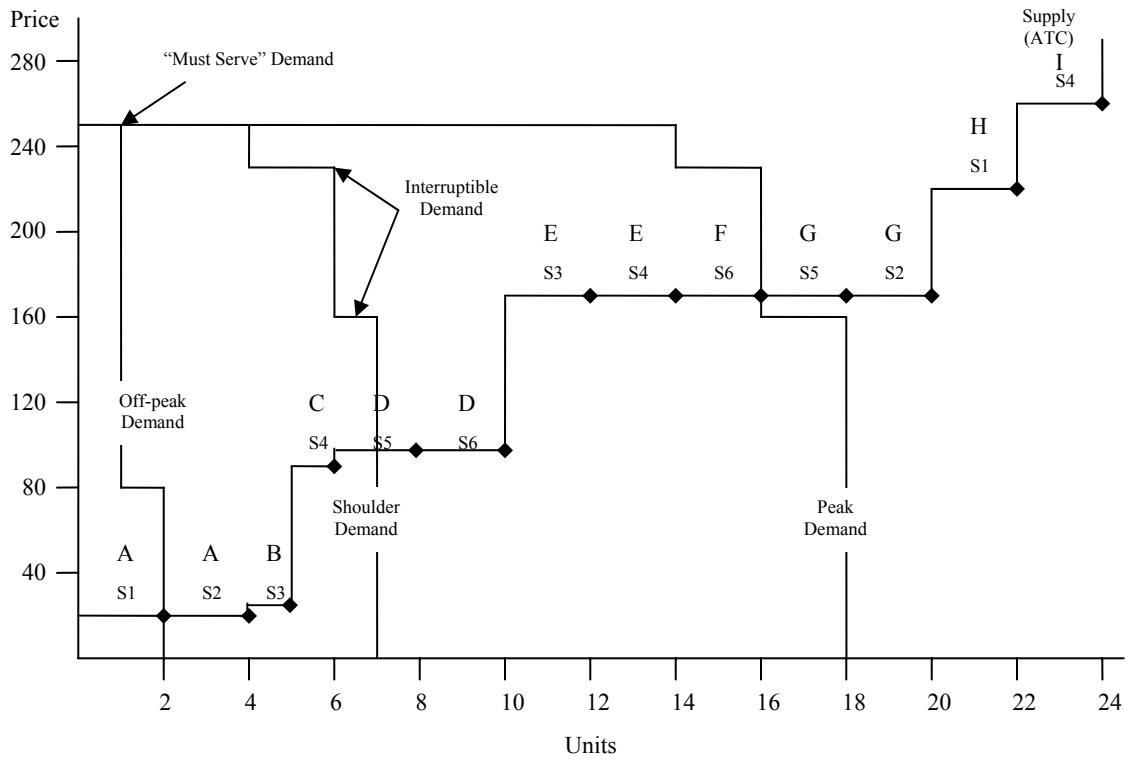 Price
Supply
(ATC)
I
S4
280
“Must Serve” Demand
240
H
S1
Interruptible
Demand
200
E E F G G
S3 S4 S6 S5 S2
160
120
Off-peak
Demand
C D D
S4 S5 S6
80
Shoulder
Demand
Peak
Demand
A A B
S1 S2 S3
40
2 4 6 8 10 12 14 16 18 20 22 24
Units